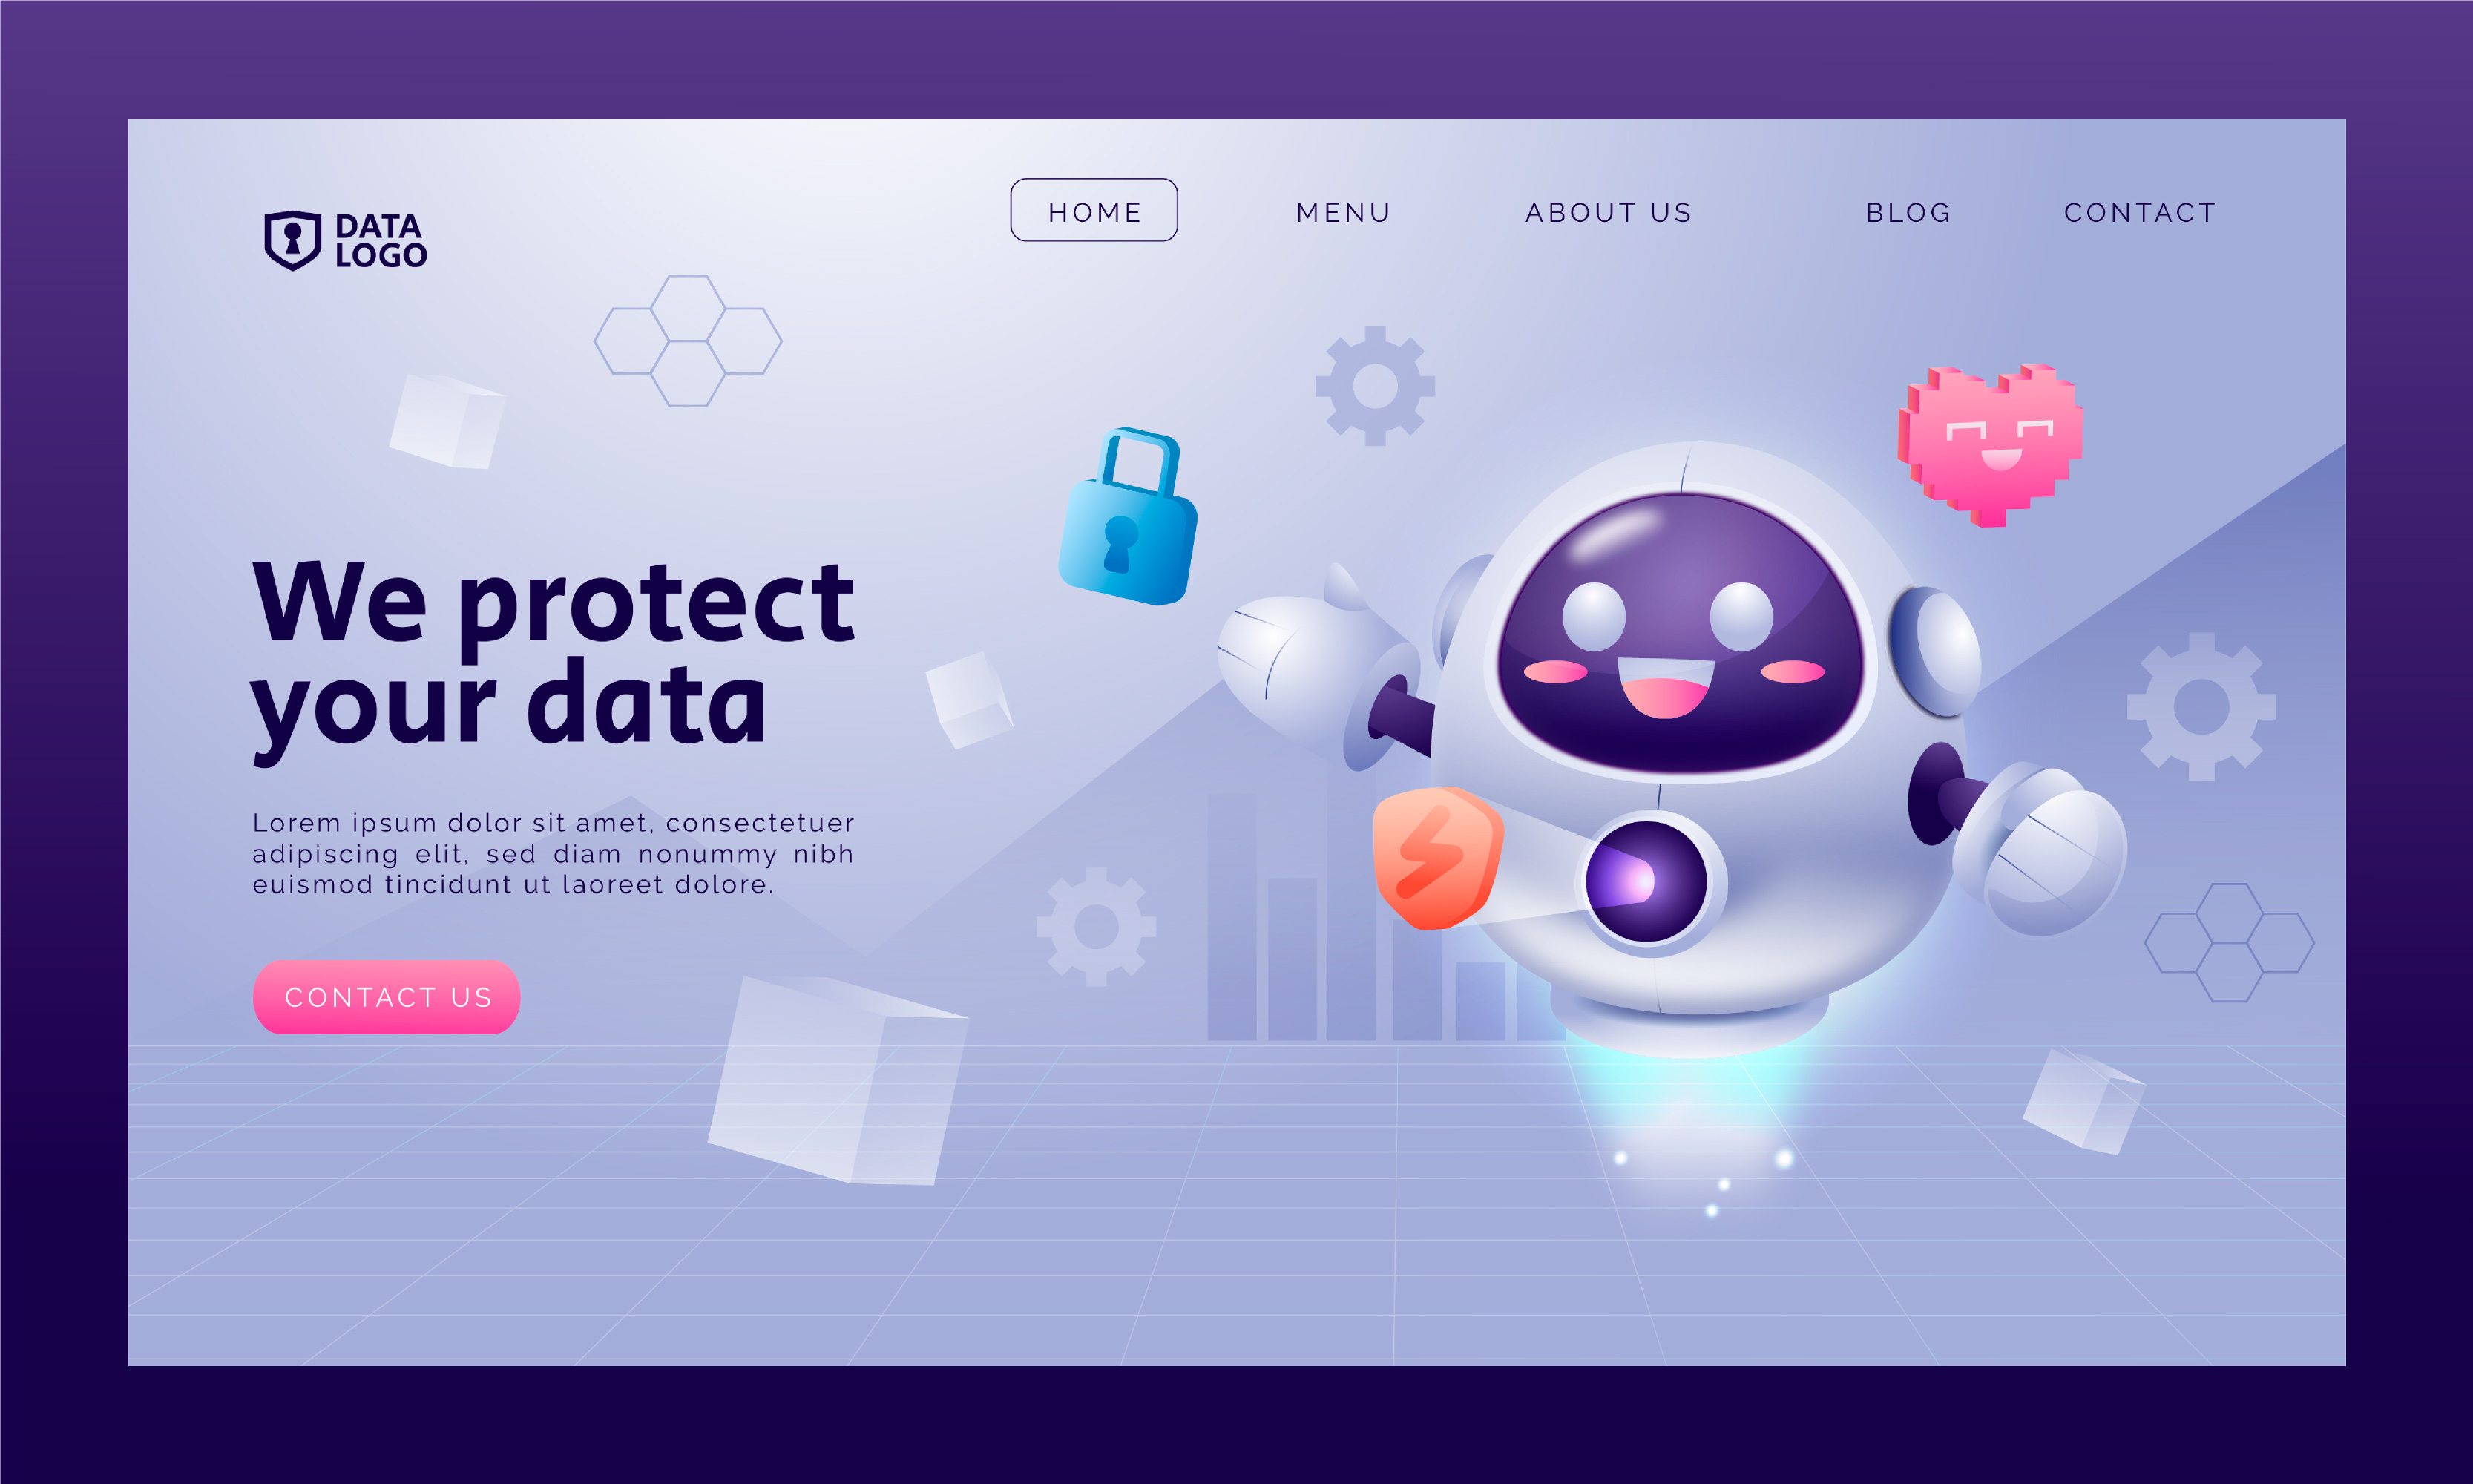 DATA
LOGO
HOME
MENU
ABOUT US
BLOG
CONTACT
We protect
your data
Lorem ipsum dolor sit amet, consectetuer
adipiscing elit, sed diam nonummy nibh
euismod tincidunt ut laoreet dolore.
CONTACT US